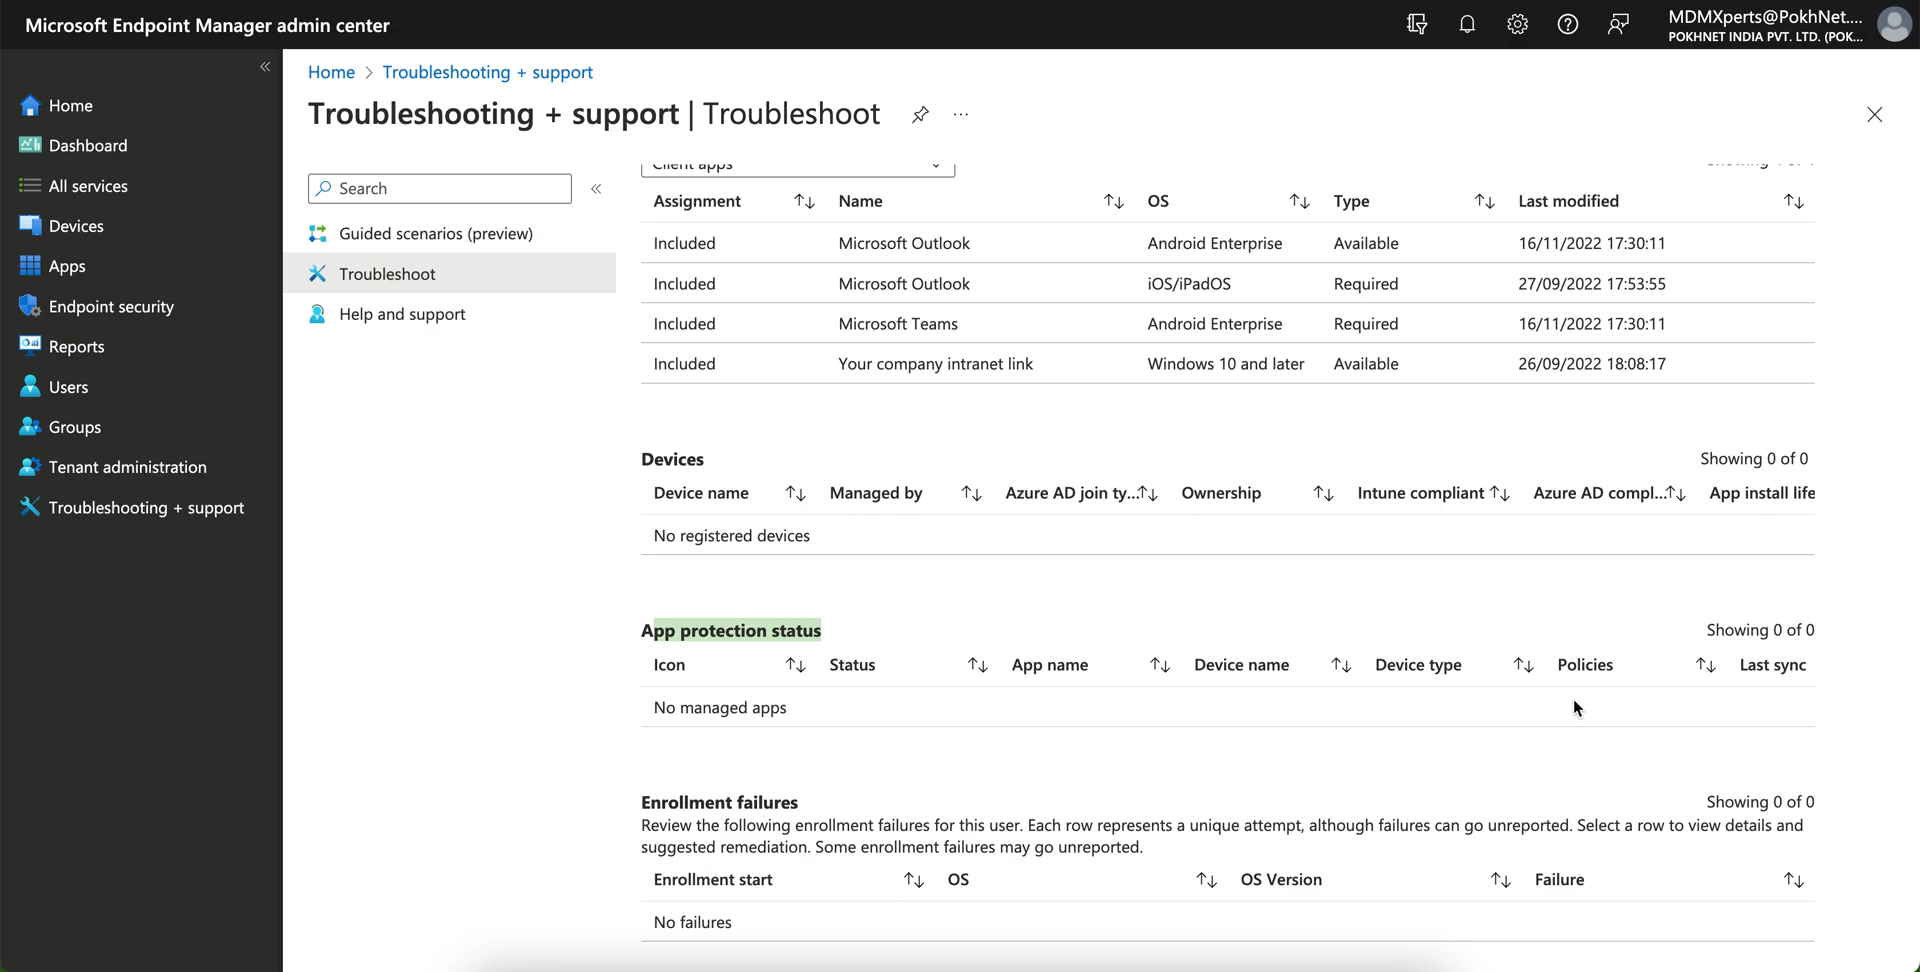 Microsoft Endpoint Manager admin center
MDMXperts@PokhNet....
POKHNET INDIA PVT. LTD. (POK...
Home
Dashboard
All services
Devices
Apps
Endpoint security
Reports
Users
Groups
Tenant administration
Troubleshooting + support
Home > Troubleshooting + support
Troubleshooting + support | Troubleshoot ...
Search
Guided scenarios (preview)
Troubleshoot
Help and support
Client apps
Assignment Name OS Type Last modified
Included Microsoft Outlook Android Enterprise Available 16/11/2022 17:30:11
Included Microsoft Outlook iOS/iPadOS Required 27/09/2022 17:53:55
Included Microsoft Teams Android Enterprise Required 16/11/2022 17:30:11
Included Your company intranet link Windows 10 and later Available 26/09/2022 18:08:17
Devices Showing 0 of 0
Device name Managed by Azure AD join ty... Ownership Intune compliant Azure AD compl... App install life
No registered devices
App protection status Showing 0 of 0
Icon Status App name Device name Device type Policies Last sync
No managed apps
Enrollment failures Showing 0 of 0
Review the following enrollment failures for this user. Each row represents a unique attempt, although failures can go unreported. Select a row to view details and
suggested remediation. Some enrollment failures may go unreported.
Enrollment start OS OS Version Failure
No failures